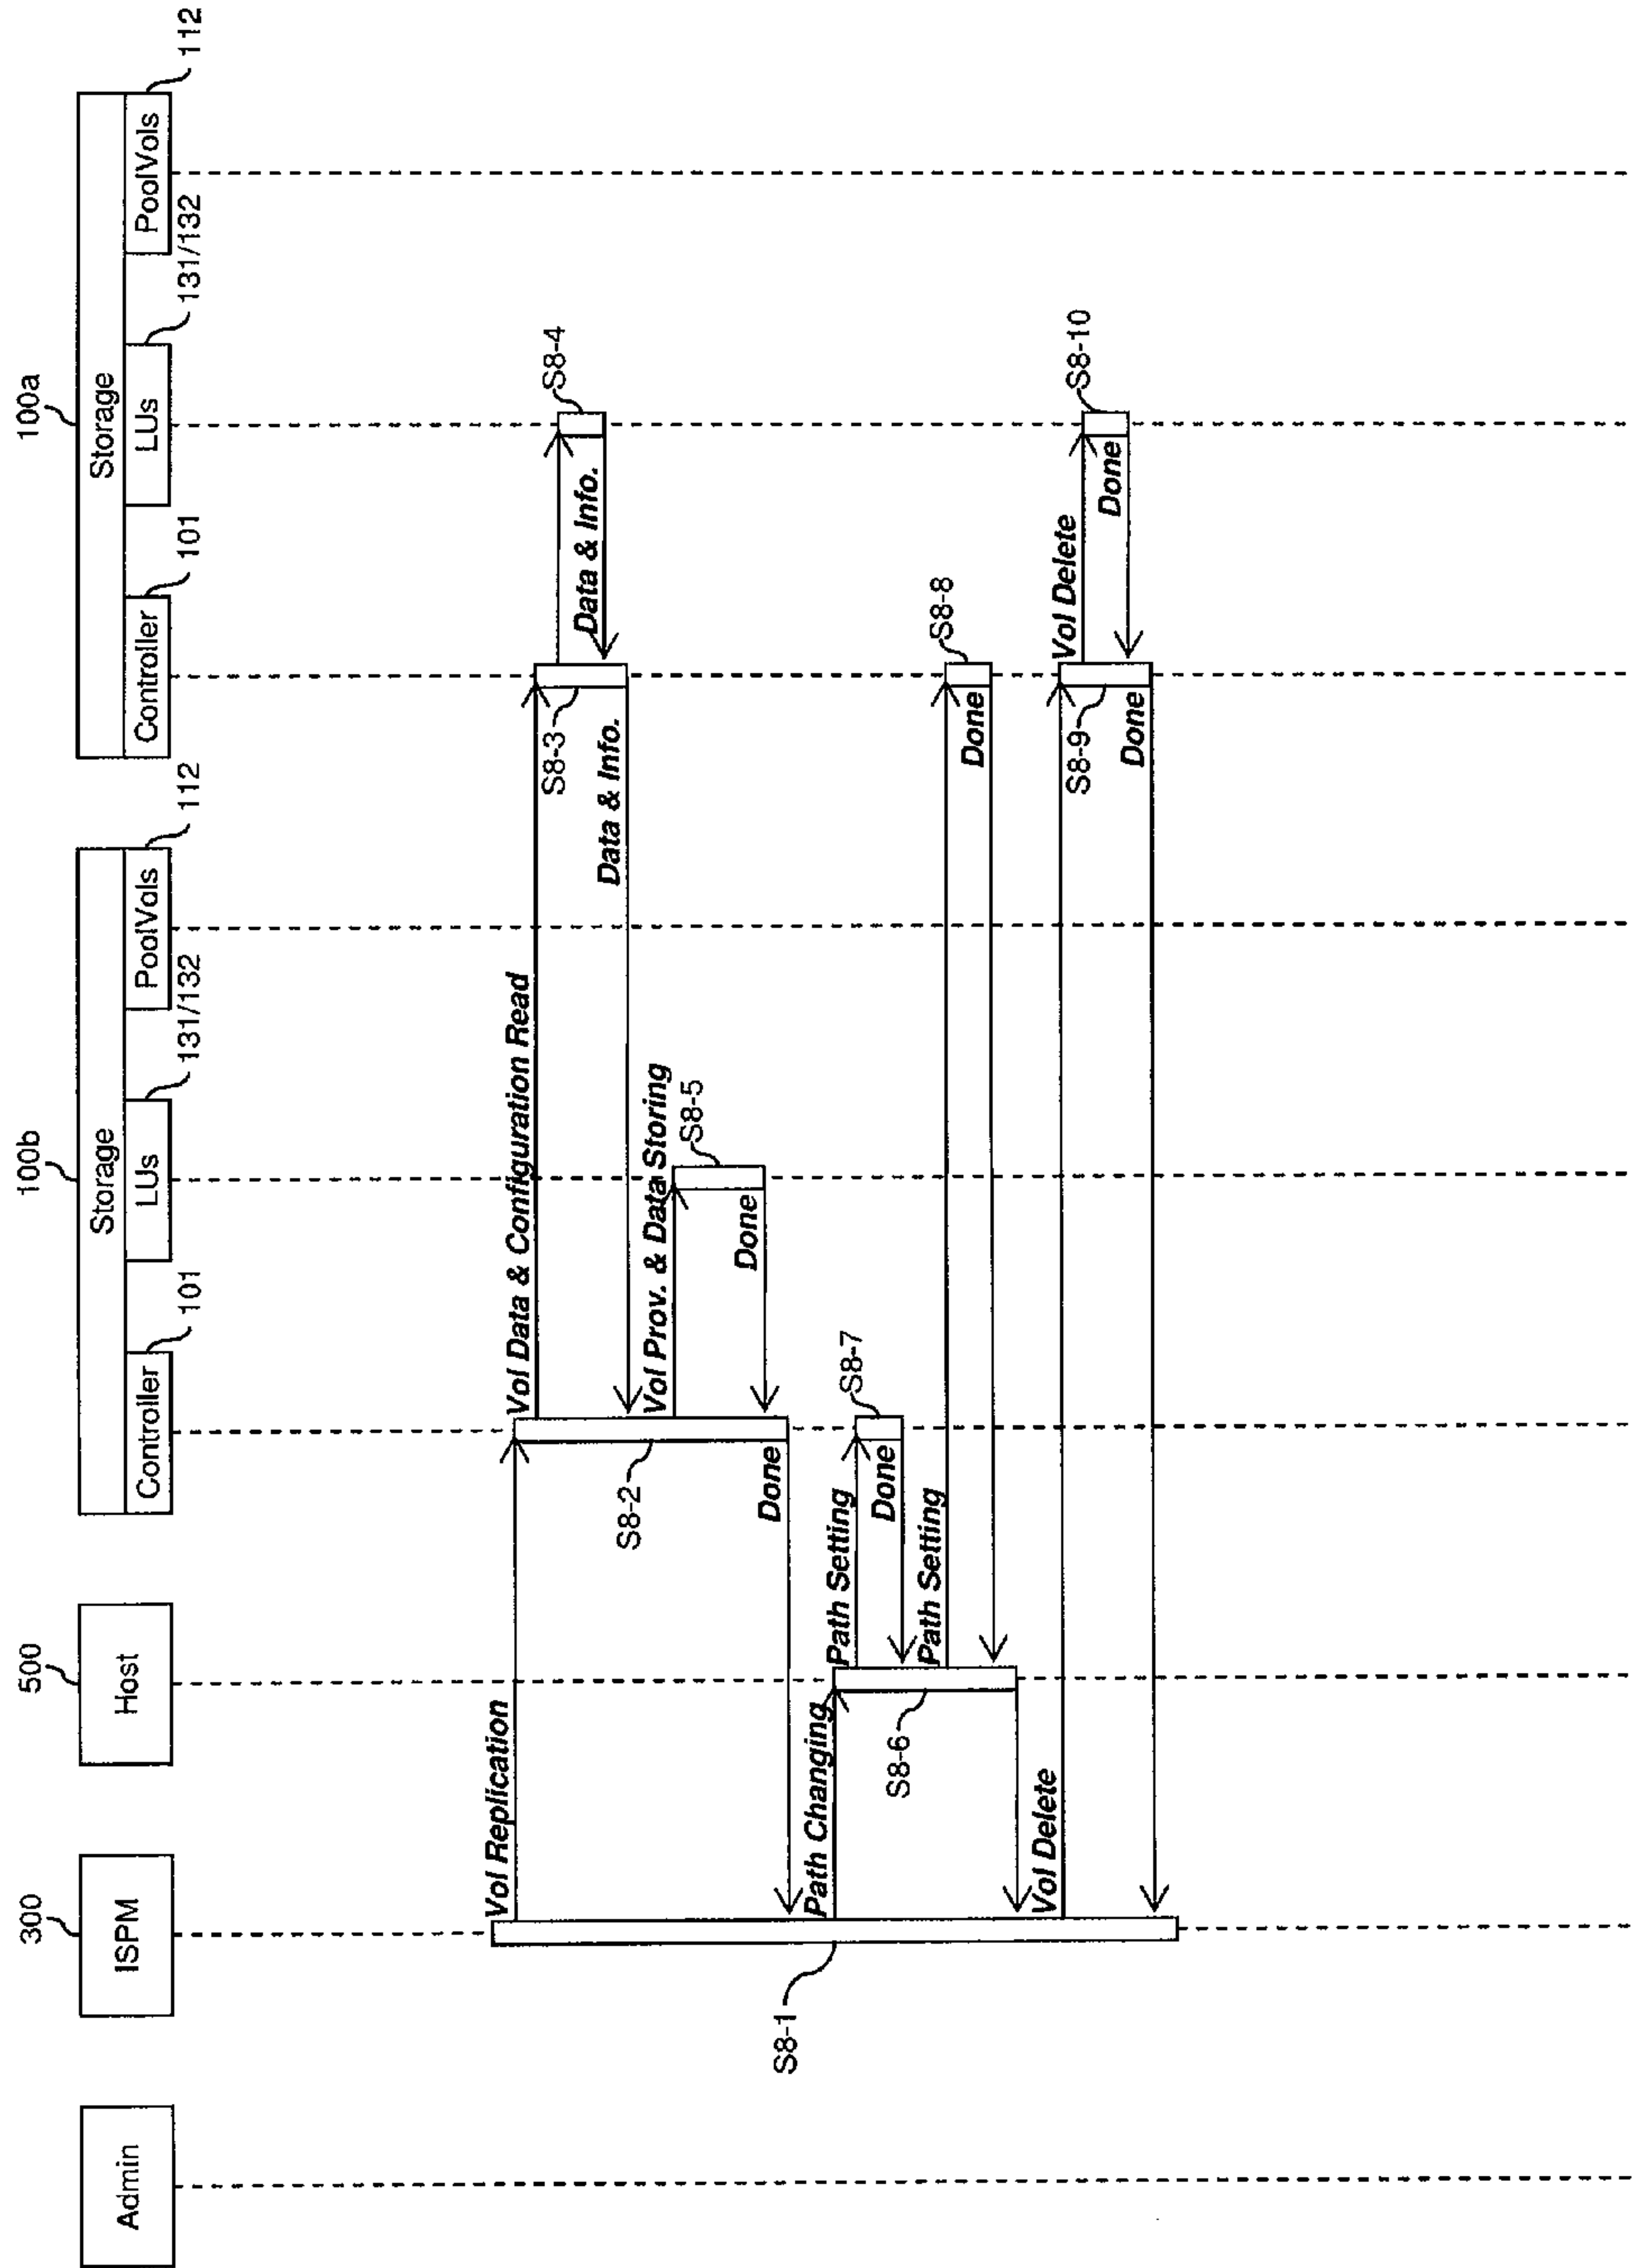 300
500
100b
100a
Storage
Storage
Admin
ISPM
Host
Controller
LUs
PoolVols
Controller
LUs
PoolVols
101
131/132
112
101
131/132
112
S8-1
Vol Replication
S8-2
Vol Data & Configuration Read
S8-3
S8-4
Data & Info.
Data & Info.
Vol Prov. & Data Storing
S8-5
Done
Done
Path Changing
S8-6
Path Setting
S8-7
Done
Path Setting
S8-8
Done
Vol Delete
S8-9
Vol Delete
S8-10
Done
Done